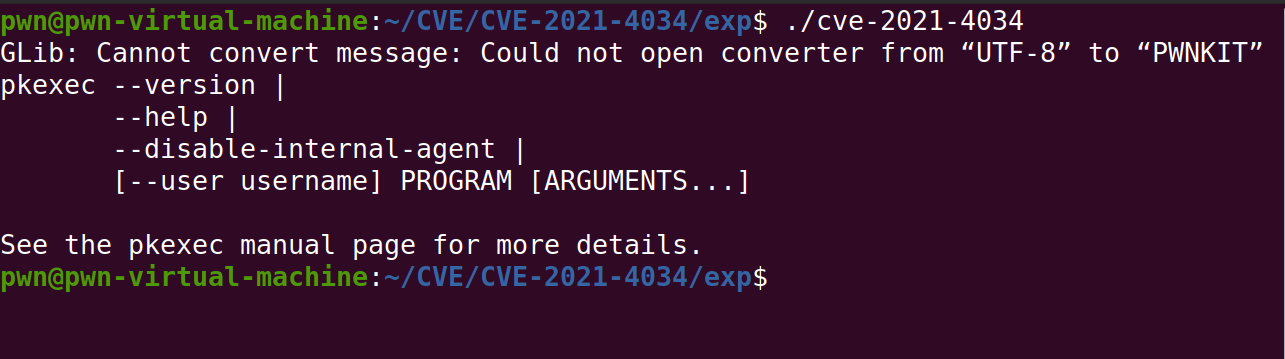 pwn@pwn-virtual-machine:~/CVE/CVE-2021-4034/exp$ ./cve-2021-4034
GLib: Cannot convert message: Could not open converter from “UTF-8” to “PWNKIT”
pkexec --version |
       --help |
       --disable-internal-agent |
       [--user username] PROGRAM [ARGUMENTS...]

See the pkexec manual page for more details.
pwn@pwn-virtual-machine:~/CVE/CVE-2021-4034/exp$